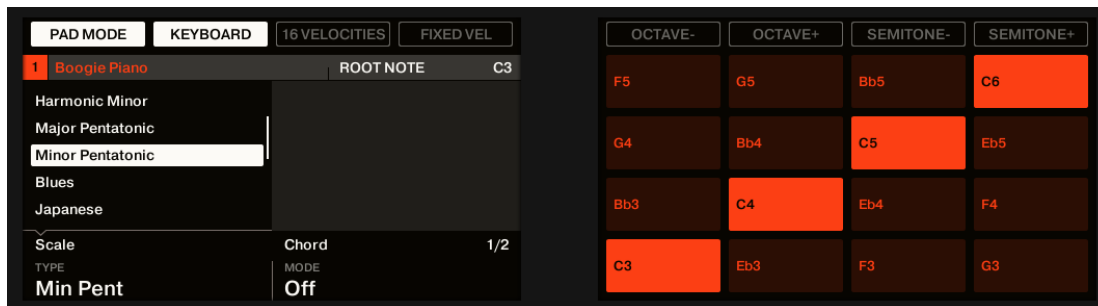 PAD MODE KEYBOARD 16 VELOCITIES FIXED VEL
1 Boogie Piano ROOT NOTE C3
Harmonic Minor
Major Pentatonic
Minor Pentatonic
Blues
Japanese
Scale Chord 1/2
TYPE MODE
Min Pent Off
OCTAVE- OCTAVE+ SEMITONE- SEMITONE+
F5 G5 Bb5 C6
G4 Bb4 C5 Eb5
Bb3 C4 Eb4 F4
C3 Eb3 F3 G3